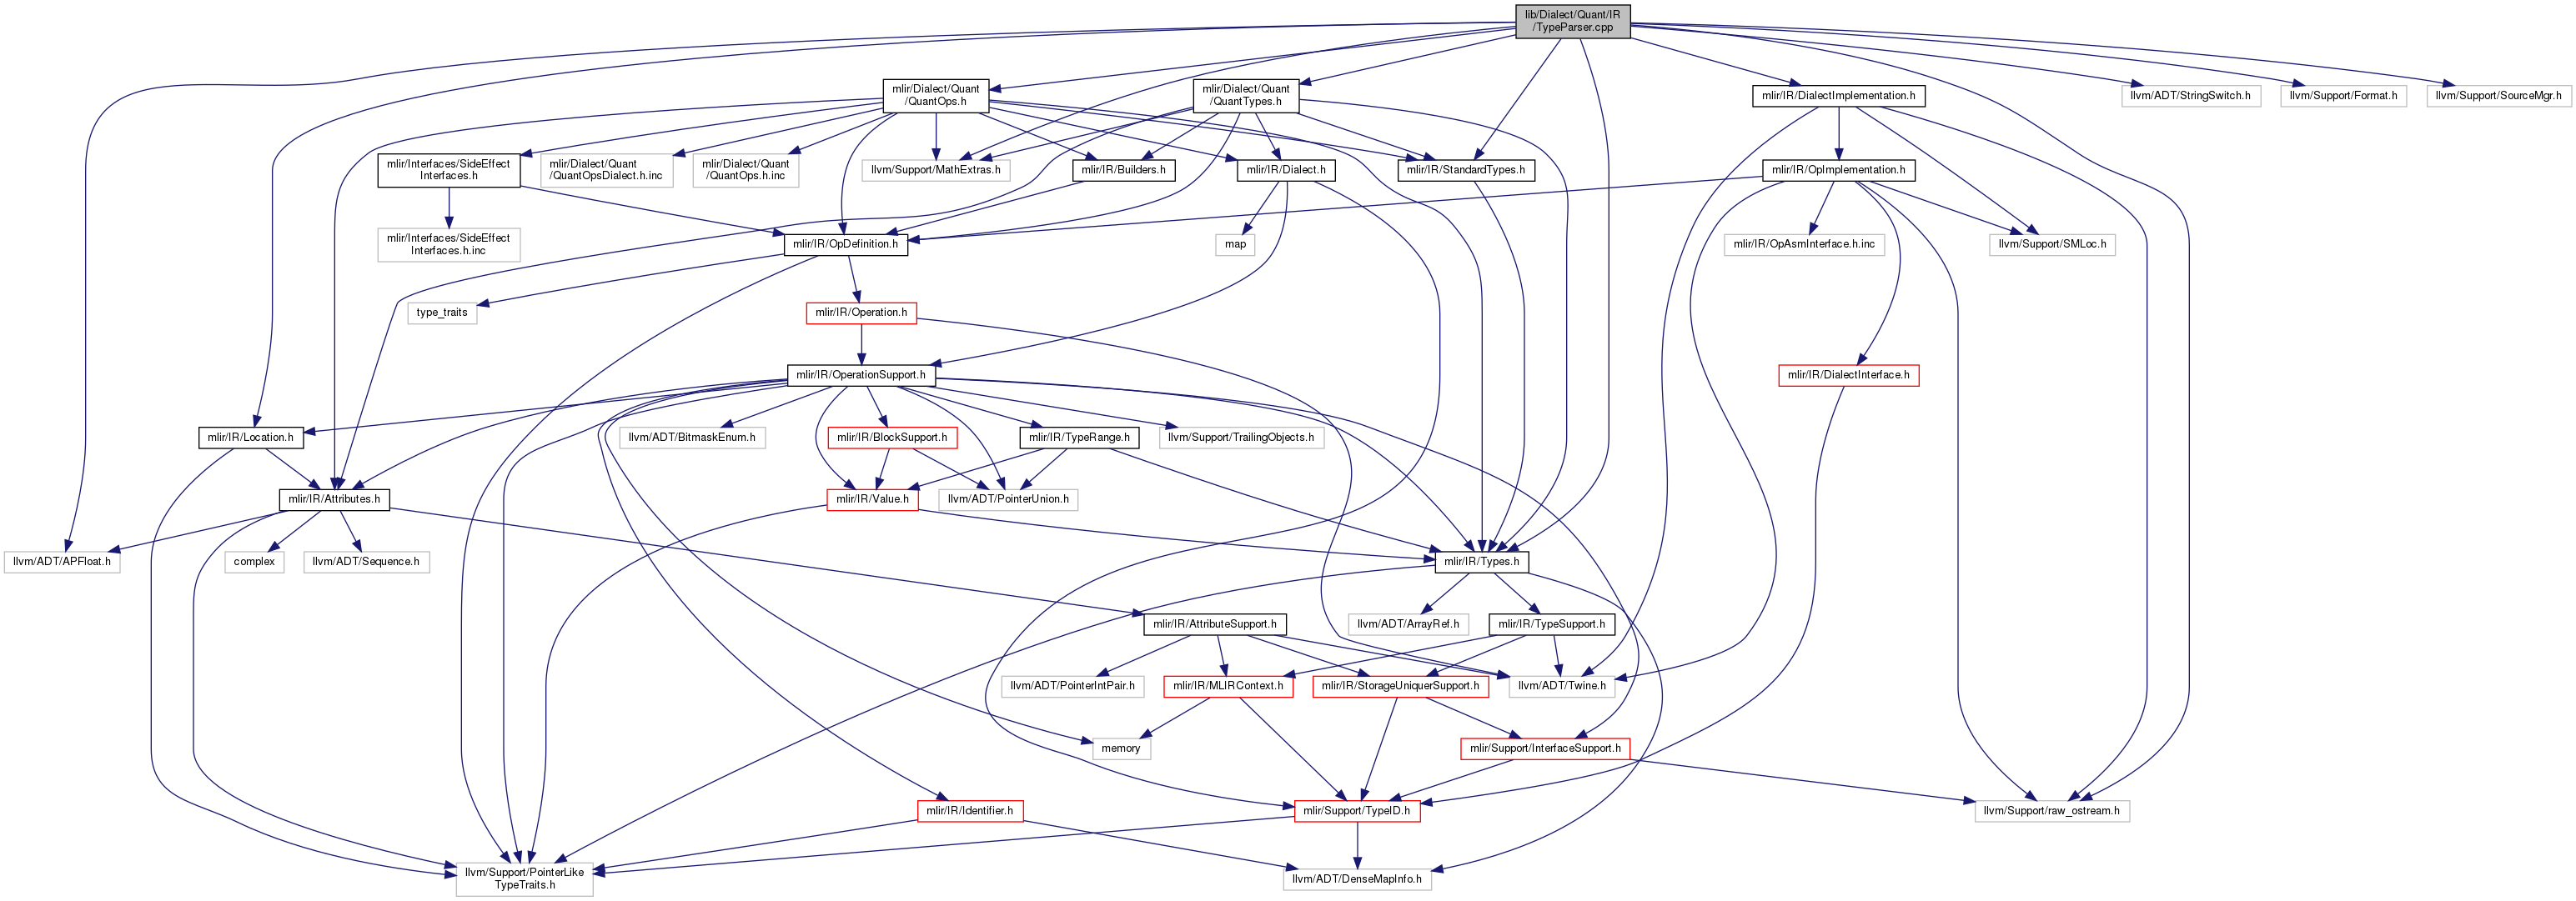 lib/Dialect/Quant/IR
/TypeParser.cpp
mlir/Dialect/Quant
/QuantOps.h
mlir/Dialect/Quant
/QuantTypes.h
mlir/IR/DialectImplementation.h
llvm/ADT/StringSwitch.h
llvm/Support/Format.h
llvm/Support/SourceMgr.h
mlir/Interfaces/SideEffect
Interfaces.h
mlir/Dialect/Quant
/QuantOpsDialect.h.inc
mlir/Dialect/Quant
/QuantOps.h.inc
llvm/Support/MathExtras.h
mlir/IR/Builders.h
mlir/IR/Dialect.h
mlir/IR/StandardTypes.h
mlir/IR/OpImplementation.h
mlir/Interfaces/SideEffect
Interfaces.h.inc
mlir/IR/OpDefinition.h
map
mlir/IR/OpAsmInterface.h.inc
llvm/Support/SMLoc.h
type_traits
mlir/IR/Operation.h
mlir/IR/OperationSupport.h
mlir/IR/DialectInterface.h
mlir/IR/Location.h
llvm/ADT/BitmaskEnum.h
mlir/IR/BlockSupport.h
mlir/IR/TypeRange.h
llvm/Support/TrailingObjects.h
mlir/IR/Attributes.h
mlir/IR/Value.h
llvm/ADT/PointerUnion.h
llvm/ADT/APFloat.h
complex
llvm/ADT/Sequence.h
mlir/IR/Types.h
mlir/IR/AttributeSupport.h
llvm/ADT/ArrayRef.h
mlir/IR/TypeSupport.h
llvm/ADT/PointerIntPair.h
mlir/IR/MLIRContext.h
mlir/IR/StorageUniquerSupport.h
llvm/ADT/Twine.h
memory
mlir/Support/InterfaceSupport.h
mlir/IR/Identifier.h
mlir/Support/TypeID.h
llvm/Support/raw_ostream.h
llvm/Support/PointerLike
TypeTraits.h
llvm/ADT/DenseMapInfo.h